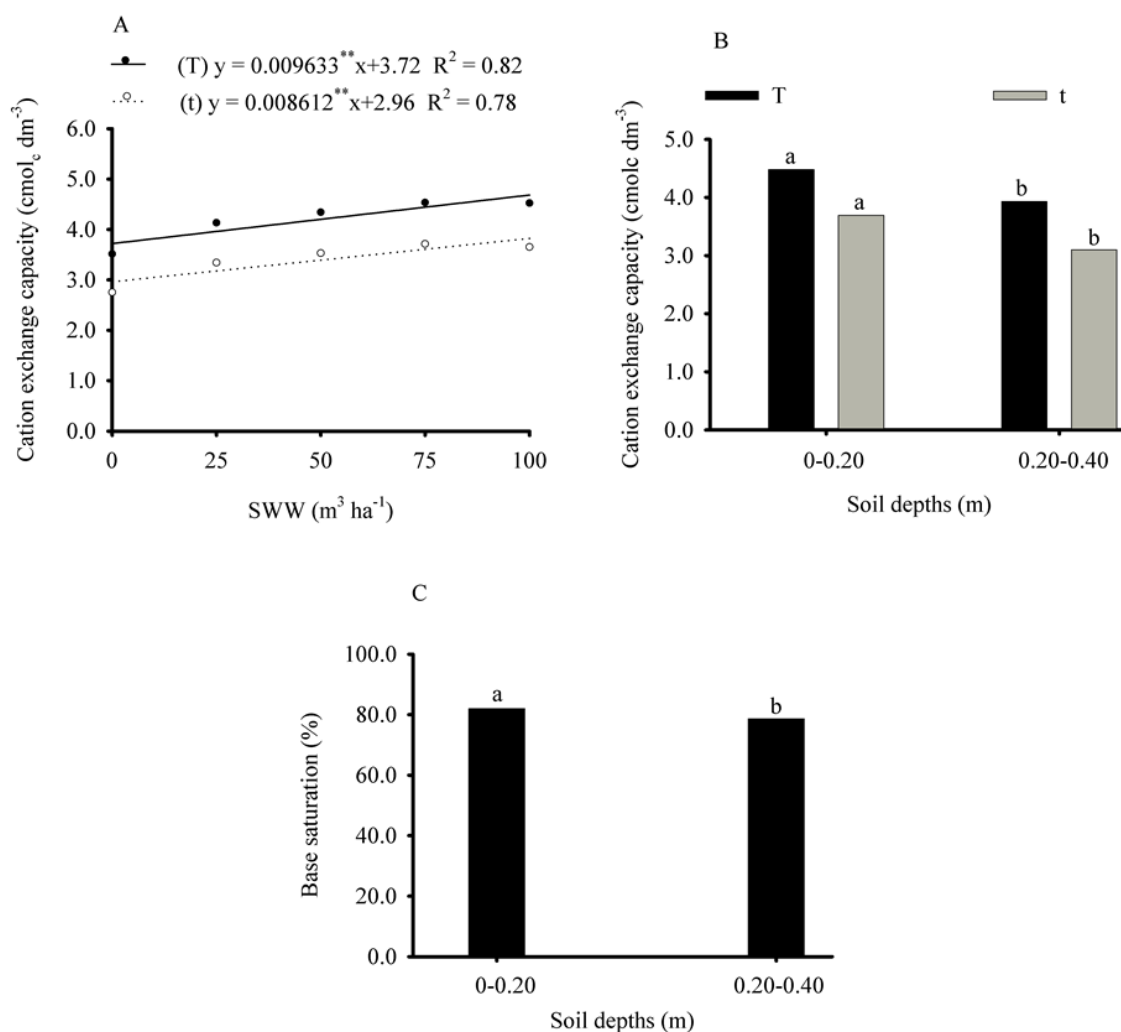 A
(T) y = 0.009633**x+3.72 R² = 0.82
(t) y = 0.008612**x+2.96 R² = 0.78
Cation exchange capacity (cmol꜀ dm⁻³)
6.0
5.0
4.0
3.0
2.0
1.0
0.0
0 25 50 75 100
SWW (m³ ha⁻¹)
B
T t
Cation exchange capacity (cmolc dm⁻³)
5.0
4.0
3.0
2.0
1.0
0.0
a
a
b
b
0-0.20 0.20-0.40
Soil depths (m)
C
Base saturation (%)
100.0
80.0
60.0
40.0
20.0
0.0
a
b
0-0.20 0.20-0.40
Soil depths (m)